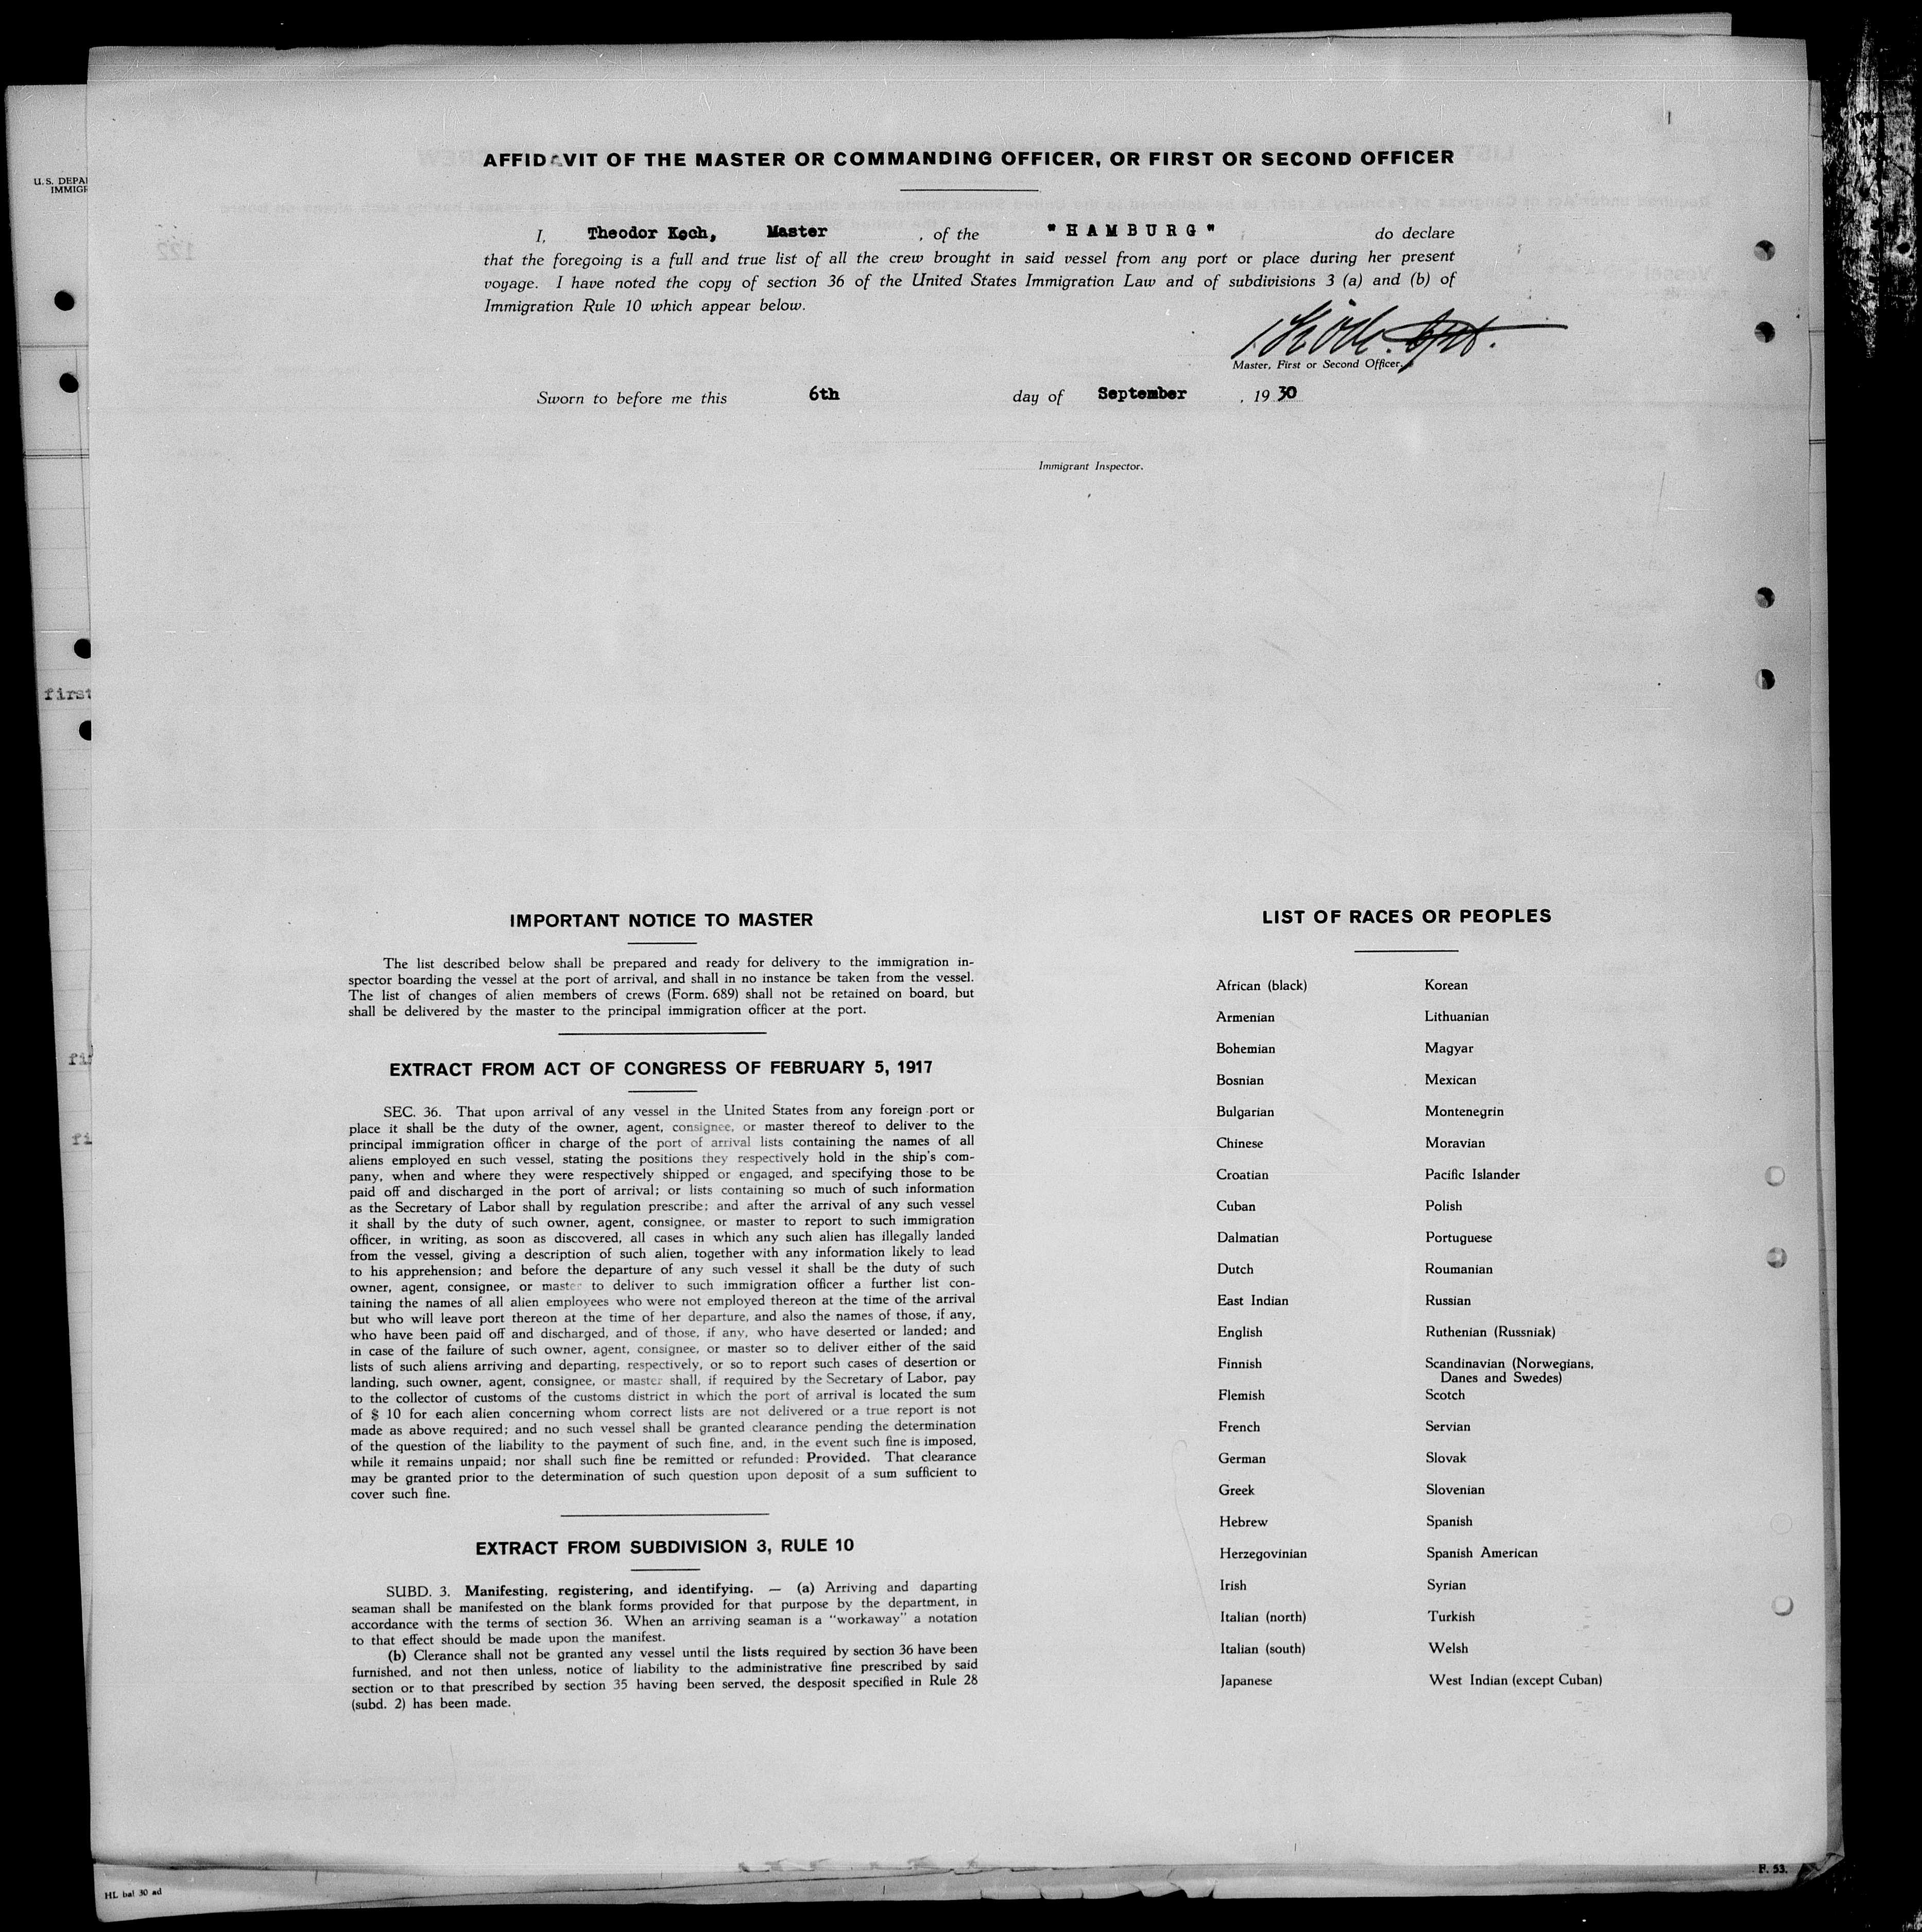 AFFIDAVIT OF THE MASTER OR COMMANDING OFFICER, OR FIRST OR SECOND OFFICER
U.S. DEPA
IMMIGR
I, Theodor Koch, Master , of the "HAMBURG" do declare
that the foregoing is a full and true list of all the crew brought in said vessel from any port or place during her present
voyage. I have noted the copy of section 36 of the United States Immigration Law and of subdivisions 3 (a) and (b) of
Immigration Rule 10 which appear below.
Master, First or Second Officer.
Sworn to before me this 6th day of September , 1930
Immigrant Inspector.
first
fir
fi
IMPORTANT NOTICE TO MASTER
The list described below shall be prepared and ready for delivery to the immigration in-
spector boarding the vessel at the port of arrival, and shall in no instance be taken from the vessel.
The list of changes of alien members of crews (Form. 689) shall not be retained on board, but
shall be delivered by the master to the principal immigration officer at the port.
EXTRACT FROM ACT OF CONGRESS OF FEBRUARY 5, 1917
SEC. 36. That upon arrival of any vessel in the United States from any foreign port or
place it shall be the duty of the owner, agent, consignee, or master thereof to deliver to the
principal immigration officer in charge of the port of arrival lists containing the names of all
aliens employed en such vessel, stating the positions they respectively hold in the ship's com-
pany, when and where they were respectively shipped or engaged, and specifying those to be
paid off and discharged in the port of arrival; or lists containing so much of such information
as the Secretary of Labor shall by regulation prescribe; and after the arrival of any such vessel
it shall by the duty of such owner, agent, consignee, or master to report to such immigration
officer, in writing, as soon as discovered, all cases in which any such alien has illegally landed
from the vessel, giving a description of such alien, together with any information likely to lead
to his apprehension; and before the departure of any such vessel it shall be the duty of such
owner, agent, consignee, or master to deliver to such immigration officer a further list con-
taining the names of all alien employees who were not employed thereon at the time of the arrival
but who will leave port thereon at the time of her departure, and also the names of those, if any,
who have been paid off and discharged, and of those, if any, who have deserted or landed; and
in case of the failure of such owner, agent, consignee, or master so to deliver either of the said
lists of such aliens arriving and departing, respectively, or so to report such cases of desertion or
landing, such owner, agent, consignee, or master shall, if required by the Secretary of Labor, pay
to the collector of customs of the customs district in which the port of arrival is located the sum
of $ 10 for each alien concerning whom correct lists are not delivered or a true report is not
made as above required; and no such vessel shall be granted clearance pending the determination
of the question of the liability to the payment of such fine, and, in the event such fine is imposed,
while it remains unpaid; nor shall such fine be remitted or refunded: Provided. That clearance
may be granted prior to the determination of such question upon deposit of a sum sufficient to
cover such fine.
EXTRACT FROM SUBDIVISION 3, RULE 10
SUBD. 3. Manifesting, registering, and identifying. — (a) Arriving and daparting
seaman shall be manifested on the blank forms provided for that purpose by the department, in
accordance with the terms of section 36. When an arriving seaman is a "workaway" a notation
to that effect should be made upon the manifest.
(b) Clerance shall not be granted any vessel until the lists required by section 36 have been
furnished, and not then unless, notice of liability to the administrative fine prescribed by said
section or to that prescribed by section 35 having been served, the desposit specified in Rule 28
(subd. 2) has been made.
LIST OF RACES OR PEOPLES
African (black)
Armenian
Bohemian
Bosnian
Bulgarian
Chinese
Croatian
Cuban
Dalmatian
Dutch
East Indian
English
Finnish
Flemish
French
German
Greek
Hebrew
Herzegovinian
Irish
Italian (north)
Italian (south)
Japanese
Korean
Lithuanian
Magyar
Mexican
Montenegrin
Moravian
Pacific Islander
Polish
Portuguese
Roumanian
Russian
Ruthenian (Russniak)
Scandinavian (Norwegians,
Danes and Swedes)
Scotch
Servian
Slovak
Slovenian
Spanish
Spanish American
Syrian
Turkish
Welsh
West Indian (except Cuban)
F. 53.
HL bal 30 ad